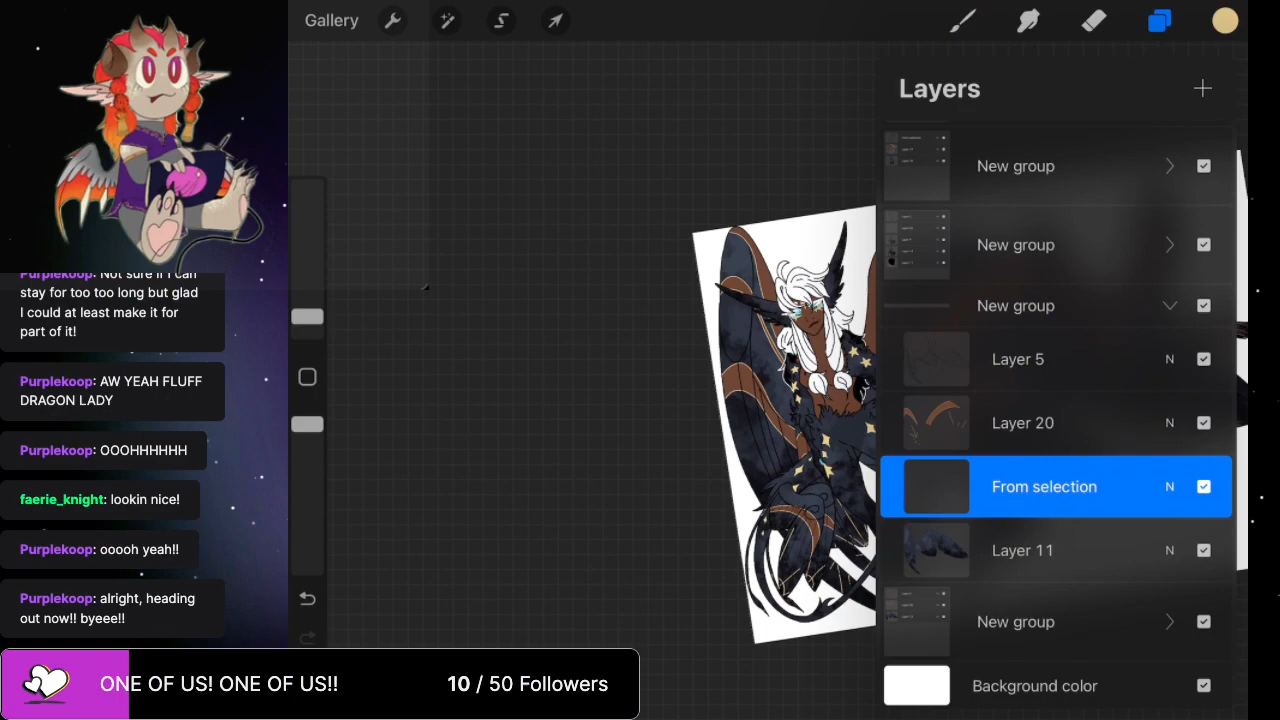 Gallery
Layers
New group
New group
New group
Layer 5 N
Layer 20 N
From selection N
Layer 11 N
New group
Background color
Purplekoop: Not sure if I can
stay for too too long but glad
I could at least make it for
part of it!
Purplekoop: AW YEAH FLUFF
DRAGON LADY
Purplekoop: OOOHHHHHH
faerie_knight: lookin nice!
Purplekoop: ooooh yeah!!
Purplekoop: alright, heading
out now!! byeee!!
ONE OF US! ONE OF US!! 10 / 50 Followers